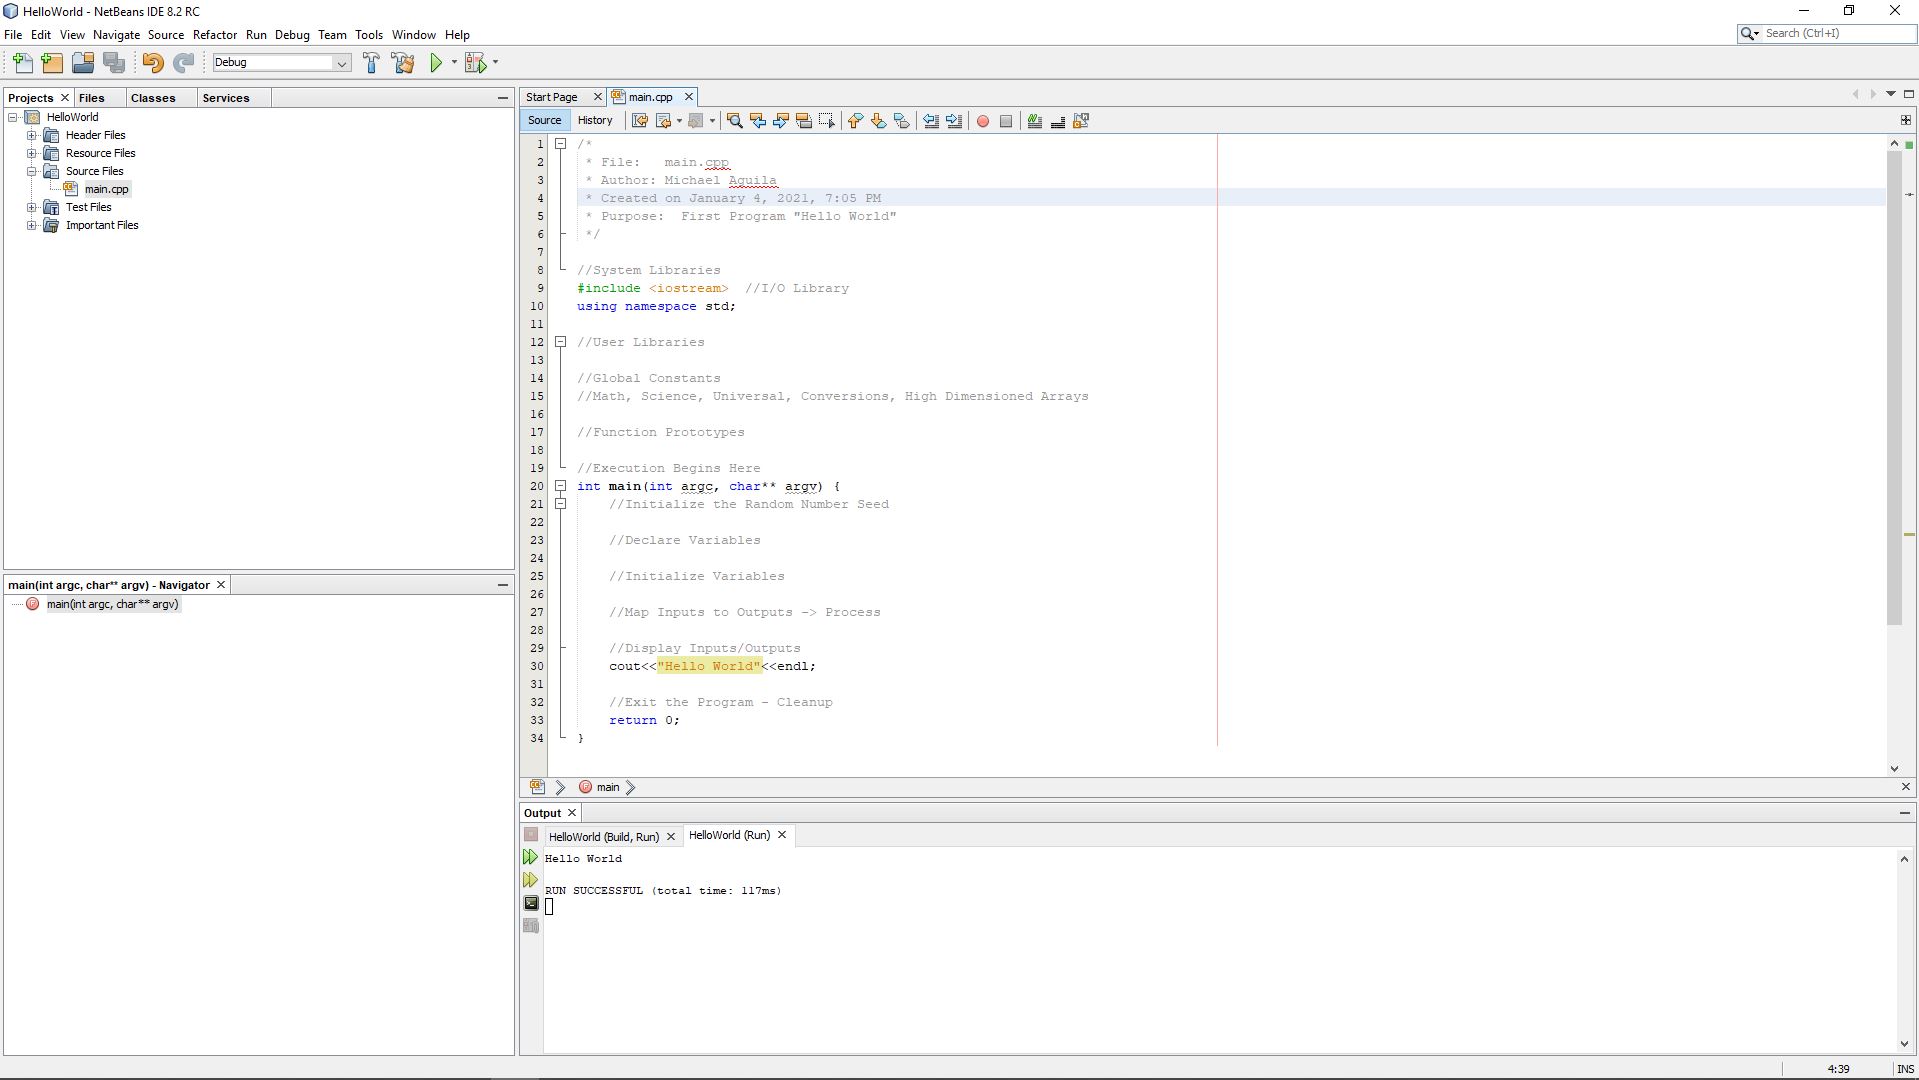 HelloWorld - NetBeans IDE 8.2 RC
File Edit View Navigate Source Refactor Run Debug Team Tools Window Help
Search (Ctrl+I)
Debug
Projects Files Classes Services
HelloWorld
Header Files
Resource Files
Source Files
main.cpp
Test Files
Important Files
main(int argc, char** argv) - Navigator
main(int argc, char** argv)
Start Page main.cpp
Source History
1 /*
2 * File:   main.cpp
3 * Author: Michael Aguila
4 * Created on January 4, 2021, 7:05 PM
5 * Purpose:  First Program "Hello World"
6 */
7
8 //System Libraries
9 #include <iostream>  //I/O Library
10 using namespace std;
11
12 //User Libraries
13
14 //Global Constants
15 //Math, Science, Universal, Conversions, High Dimensioned Arrays
16
17 //Function Prototypes
18
19 //Execution Begins Here
20 int main(int argc, char** argv) {
21 //Initialize the Random Number Seed
22
23 //Declare Variables
24
25 //Initialize Variables
26
27 //Map Inputs to Outputs -> Process
28
29 //Display Inputs/Outputs
30 cout<<"Hello World"<<endl;
31
32 //Exit the Program - Cleanup
33 return 0;
34 }
main
Output
HelloWorld (Build, Run) HelloWorld (Run)
Hello World
RUN SUCCESSFUL (total time: 117ms)
4:39 INS